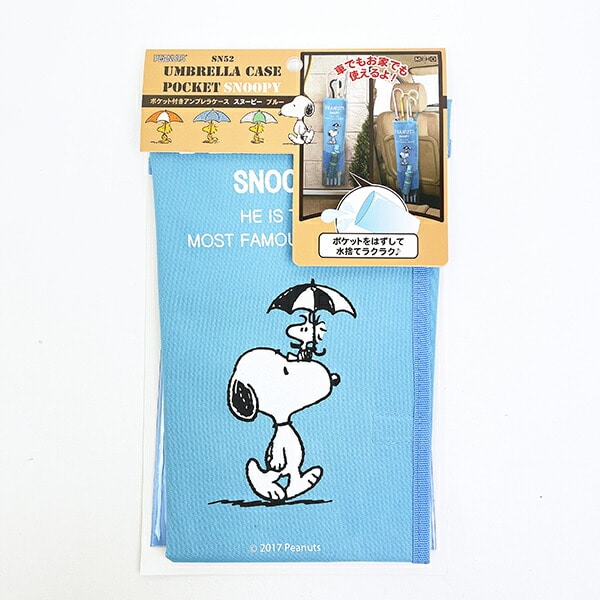 PEANUTS
SN52
UMBRELLA CASE
POCKET SNOOPY
ポケット付きアンブレラケース スヌーピー ブルー
車でもお家でも
使えるよ!
PEANUTS
PEANUTS
ポケットをはずして
水捨てラクラク♪
SNOO
HE IS T
MOST FAMOU
© 2017 Peanuts